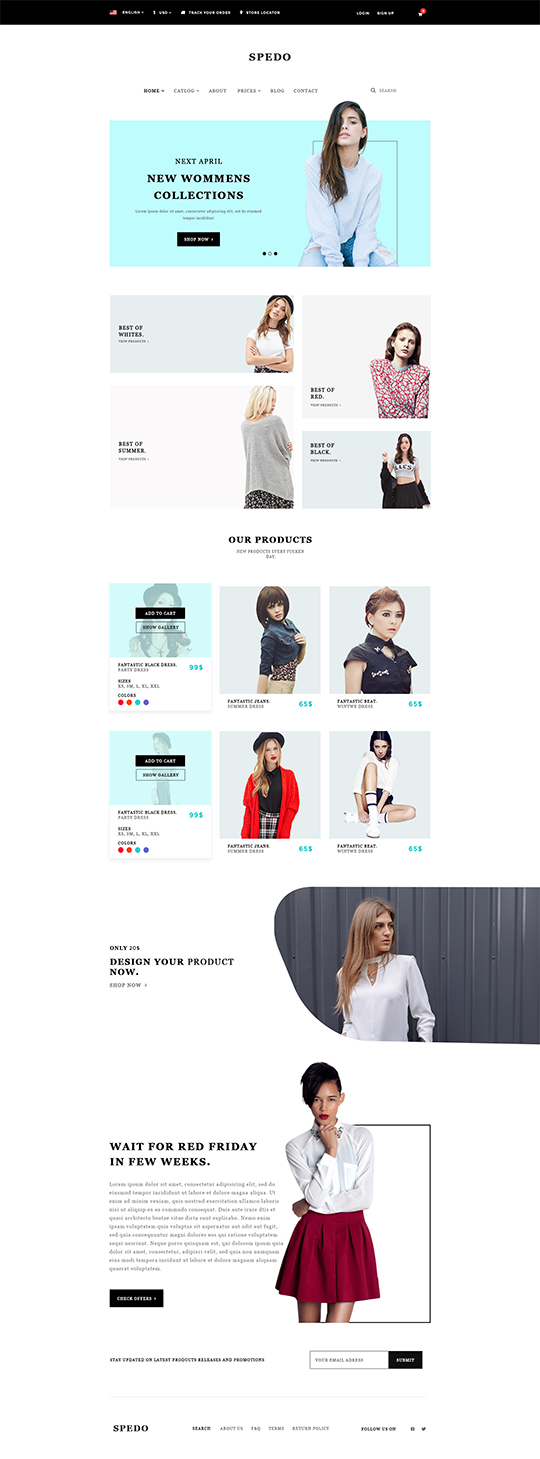 ENGLISH
$ USD
TRACK YOUR ORDER
STORE LOCATOR
LOGIN
SIGN UP
SPEDO
HOME
CATLOG
ABOUT
PRICES
BLOG
CONTACT
SEARSH
NEXT APRIL
NEW WOMMENS
COLLECTIONS
Lorem ipsum dolor sit amet, consectetur adipisicing elit, sed do eiusmod
tempor incididunt
SHOP NOW >
BEST OF
WHITES.
VIEW PRODUCTS >
BEST OF
RED.
VIEW PRODUCTS >
BEST OF
SUMMER.
VIEW PRODUCTS >
BEST OF
BLACK.
VIEW PRODUCTS >
OUR PRODUCTS
NEW PRODUCTS EVERY FUCKEN
DAY.
ADD TO CART
SHOW GALLERY
FANTASTIC BLACK DRESS.
PARTY DRESS
99$
SIZES
XS, SM, L, XL, XXL
COLORS
FANTASTIC JEANS.
SUMMER DRESS
65$
FANTASTIC BEAT.
WINTWE DRESS
65$
ADD TO CART
SHOW GALLERY
FANTASTIC BLACK DRESS.
PARTY DRESS
99$
SIZES
XS, SM, L, XL, XXL
COLORS
FANTASTIC JEANS.
SUMMER DRESS
65$
FANTASTIC BEAT.
WINTWE DRESS
65$
ONLY 20$
DESIGN YOUR PRODUCT
NOW.
SHOP NOW >
WAIT FOR RED FRIDAY
IN FEW WEEKS.
Lorem ipsum dolor sit amet, consectetur adipisicing elit, sed do
eiusmod tempor incididunt ut labore et dolore magna aliqua. Ut
enim ad minim veniam, quis nostrud exercitation ullamco laboris
nisi ut aliquip ex ea commodo consequat. Duis aute irure dtis et
quasi architecto beatae vitae dicta sunt explicabo. Nemo enim
ipsam voluptatem quia voluptas sit aspernatur aut odit aut fugit,
sed quia consequuntur magni dolores eos qui ratione voluptatem
sequi nesciunt. Neque porro quisquam est, qui dolorem ipsum quia
dolor sit amet, consectetur, adipisci velit, sed quia non numquam
eius modi tempora incidunt ut labore et dolore magnam aliquam
quaerat voluptatem.
CHECK OFFERS >
STAY UPDATED ON LATEST PRODUCTS RELEASES AND PROMOTIONS
YOUR EMAIL ADRESS
SUBMIT
SPEDO
SEARCH
ABOUT US
F&Q
TERMS
RETURN POLICY
FOLLOW US ON